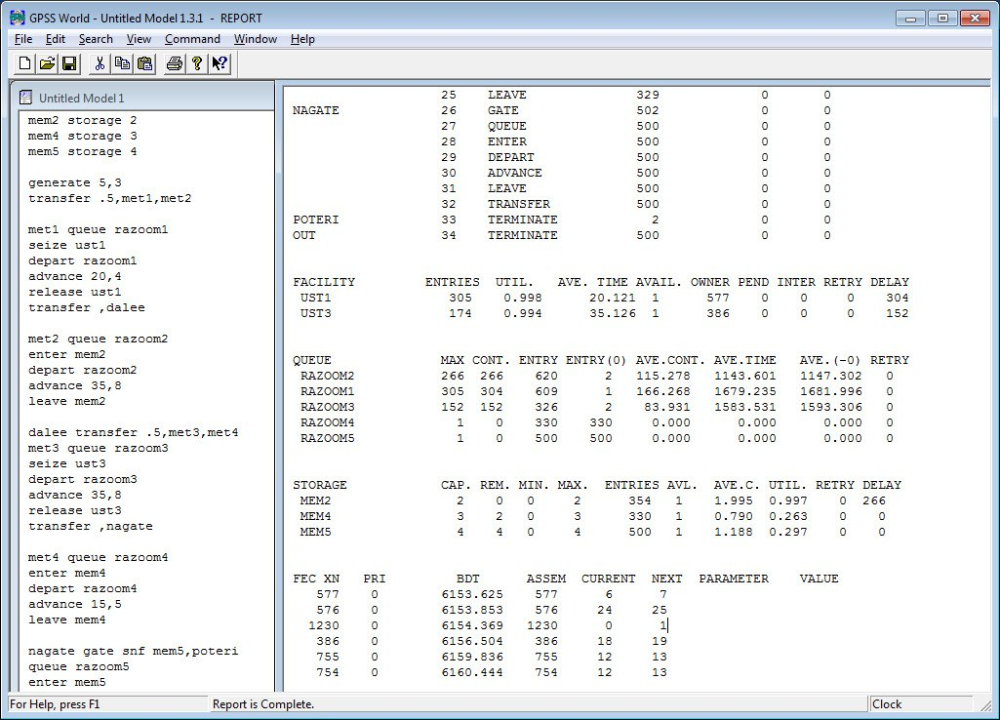 GPSS World - Untitled Model 1.3.1 - REPORT
File Edit Search View Command Window Help
Untitled Model 1
mem2 storage 2
mem4 storage 3
mem5 storage 4
generate 5,3
transfer .5,met1,met2
met1 queue razoom1
seize ust1
depart razoom1
advance 20,4
release ust1
transfer ,dalee
met2 queue razoom2
enter mem2
depart razoom2
advance 35,8
leave mem2
dalee transfer .5,met3,met4
met3 queue razoom3
seize ust3
depart razoom3
advance 35,8
release ust3
transfer ,nagate
met4 queue razoom4
enter mem4
depart razoom4
advance 15,5
leave mem4
nagate gate snf mem5,poteri
queue razoom5
enter mem5
25 LEAVE 329 0 0
NAGATE 26 GATE 502 0 0
27 QUEUE 500 0 0
28 ENTER 500 0 0
29 DEPART 500 0 0
30 ADVANCE 500 0 0
31 LEAVE 500 0 0
32 TRANSFER 500 0 0
POTERI 33 TERMINATE 2 0 0
OUT 34 TERMINATE 500 0 0
FACILITY ENTRIES UTIL. AVE. TIME AVAIL. OWNER PEND INTER RETRY DELAY
UST1 305 0.998 20.121 1 577 0 0 0 304
UST3 174 0.994 35.126 1 386 0 0 0 152
QUEUE MAX CONT. ENTRY ENTRY(0) AVE.CONT. AVE.TIME AVE.(-0) RETRY
RAZOOM2 266 266 620 2 115.278 1143.601 1147.302 0
RAZOOM1 305 304 609 1 166.268 1679.235 1681.996 0
RAZOOM3 152 152 326 2 83.931 1583.531 1593.306 0
RAZOOM4 1 0 330 330 0.000 0.000 0.000 0
RAZOOM5 1 0 500 500 0.000 0.000 0.000 0
STORAGE CAP. REM. MIN. MAX. ENTRIES AVL. AVE.C. UTIL. RETRY DELAY
MEM2 2 0 0 2 354 1 1.995 0.997 0 266
MEM4 3 2 0 3 330 1 0.790 0.263 0 0
MEM5 4 4 0 4 500 1 1.188 0.297 0 0
FEC XN PRI BDT ASSEM CURRENT NEXT PARAMETER VALUE
577 0 6153.625 577 6 7
576 0 6153.853 576 24 25
1230 0 6154.369 1230 0 1
386 0 6156.504 386 18 19
755 0 6159.836 755 12 13
754 0 6160.444 754 12 13
For Help, press F1 Report is Complete. Clock